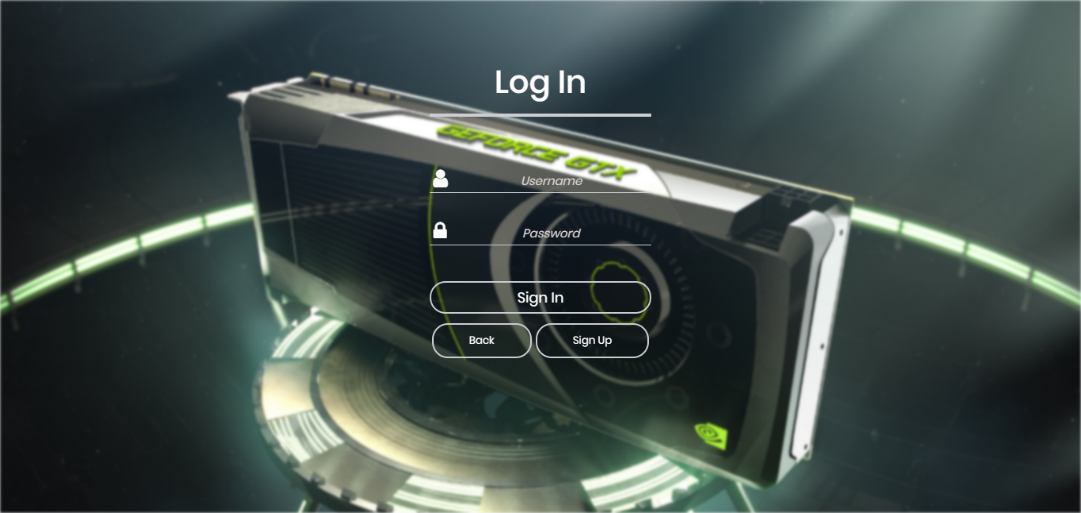 Log In
GEFORCE GTX
Username
Password
Sign In
Back
Sign Up